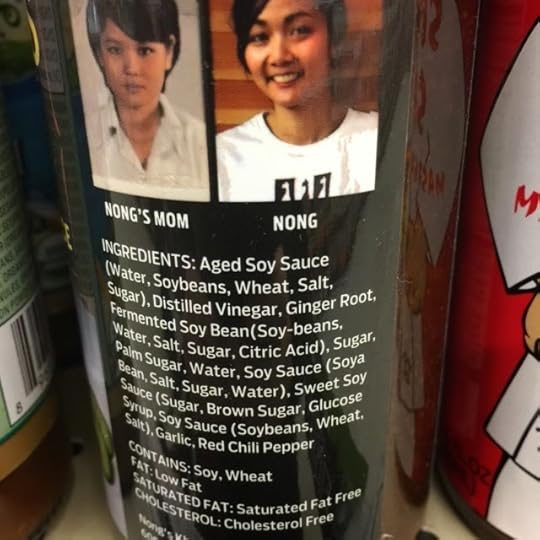 NONG'S MOM
NONG
INGREDIENTS: Aged Soy Sauce
(Water, Soybeans, Wheat, Salt,
Sugar), Distilled Vinegar, Ginger Root,
Fermented Soy Bean(Soy-beans,
Water, Salt, Sugar, Citric Acid), Sugar,
Palm Sugar, Water, Soy Sauce (Soya
Bean, Salt, Sugar, Water), Sweet Soy
Sauce (Sugar, Brown Sugar, Glucose
Syrup, Soy Sauce (Soybeans, Wheat,
Salt), Garlic, Red Chili Pepper
CONTAINS: Soy, Wheat
FAT: Low Fat
SATURATED FAT: Saturated Fat Free
CHOLESTEROL: Cholesterol Free
Nong's